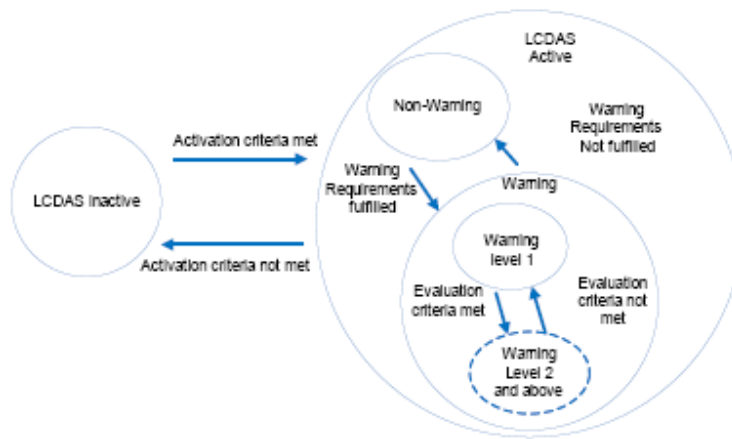 LCDAS
Active
Non-Warning
Warning
Requirements
Not fulfilled
Activation criteria met
Warning
Requirements
fulfilled
Warning
LCDAS Inactive
Warning
level 1
Activation criteria not met
Evaluation
criteria met
Evaluation
criteria not
met
Warning
Level 2
and above